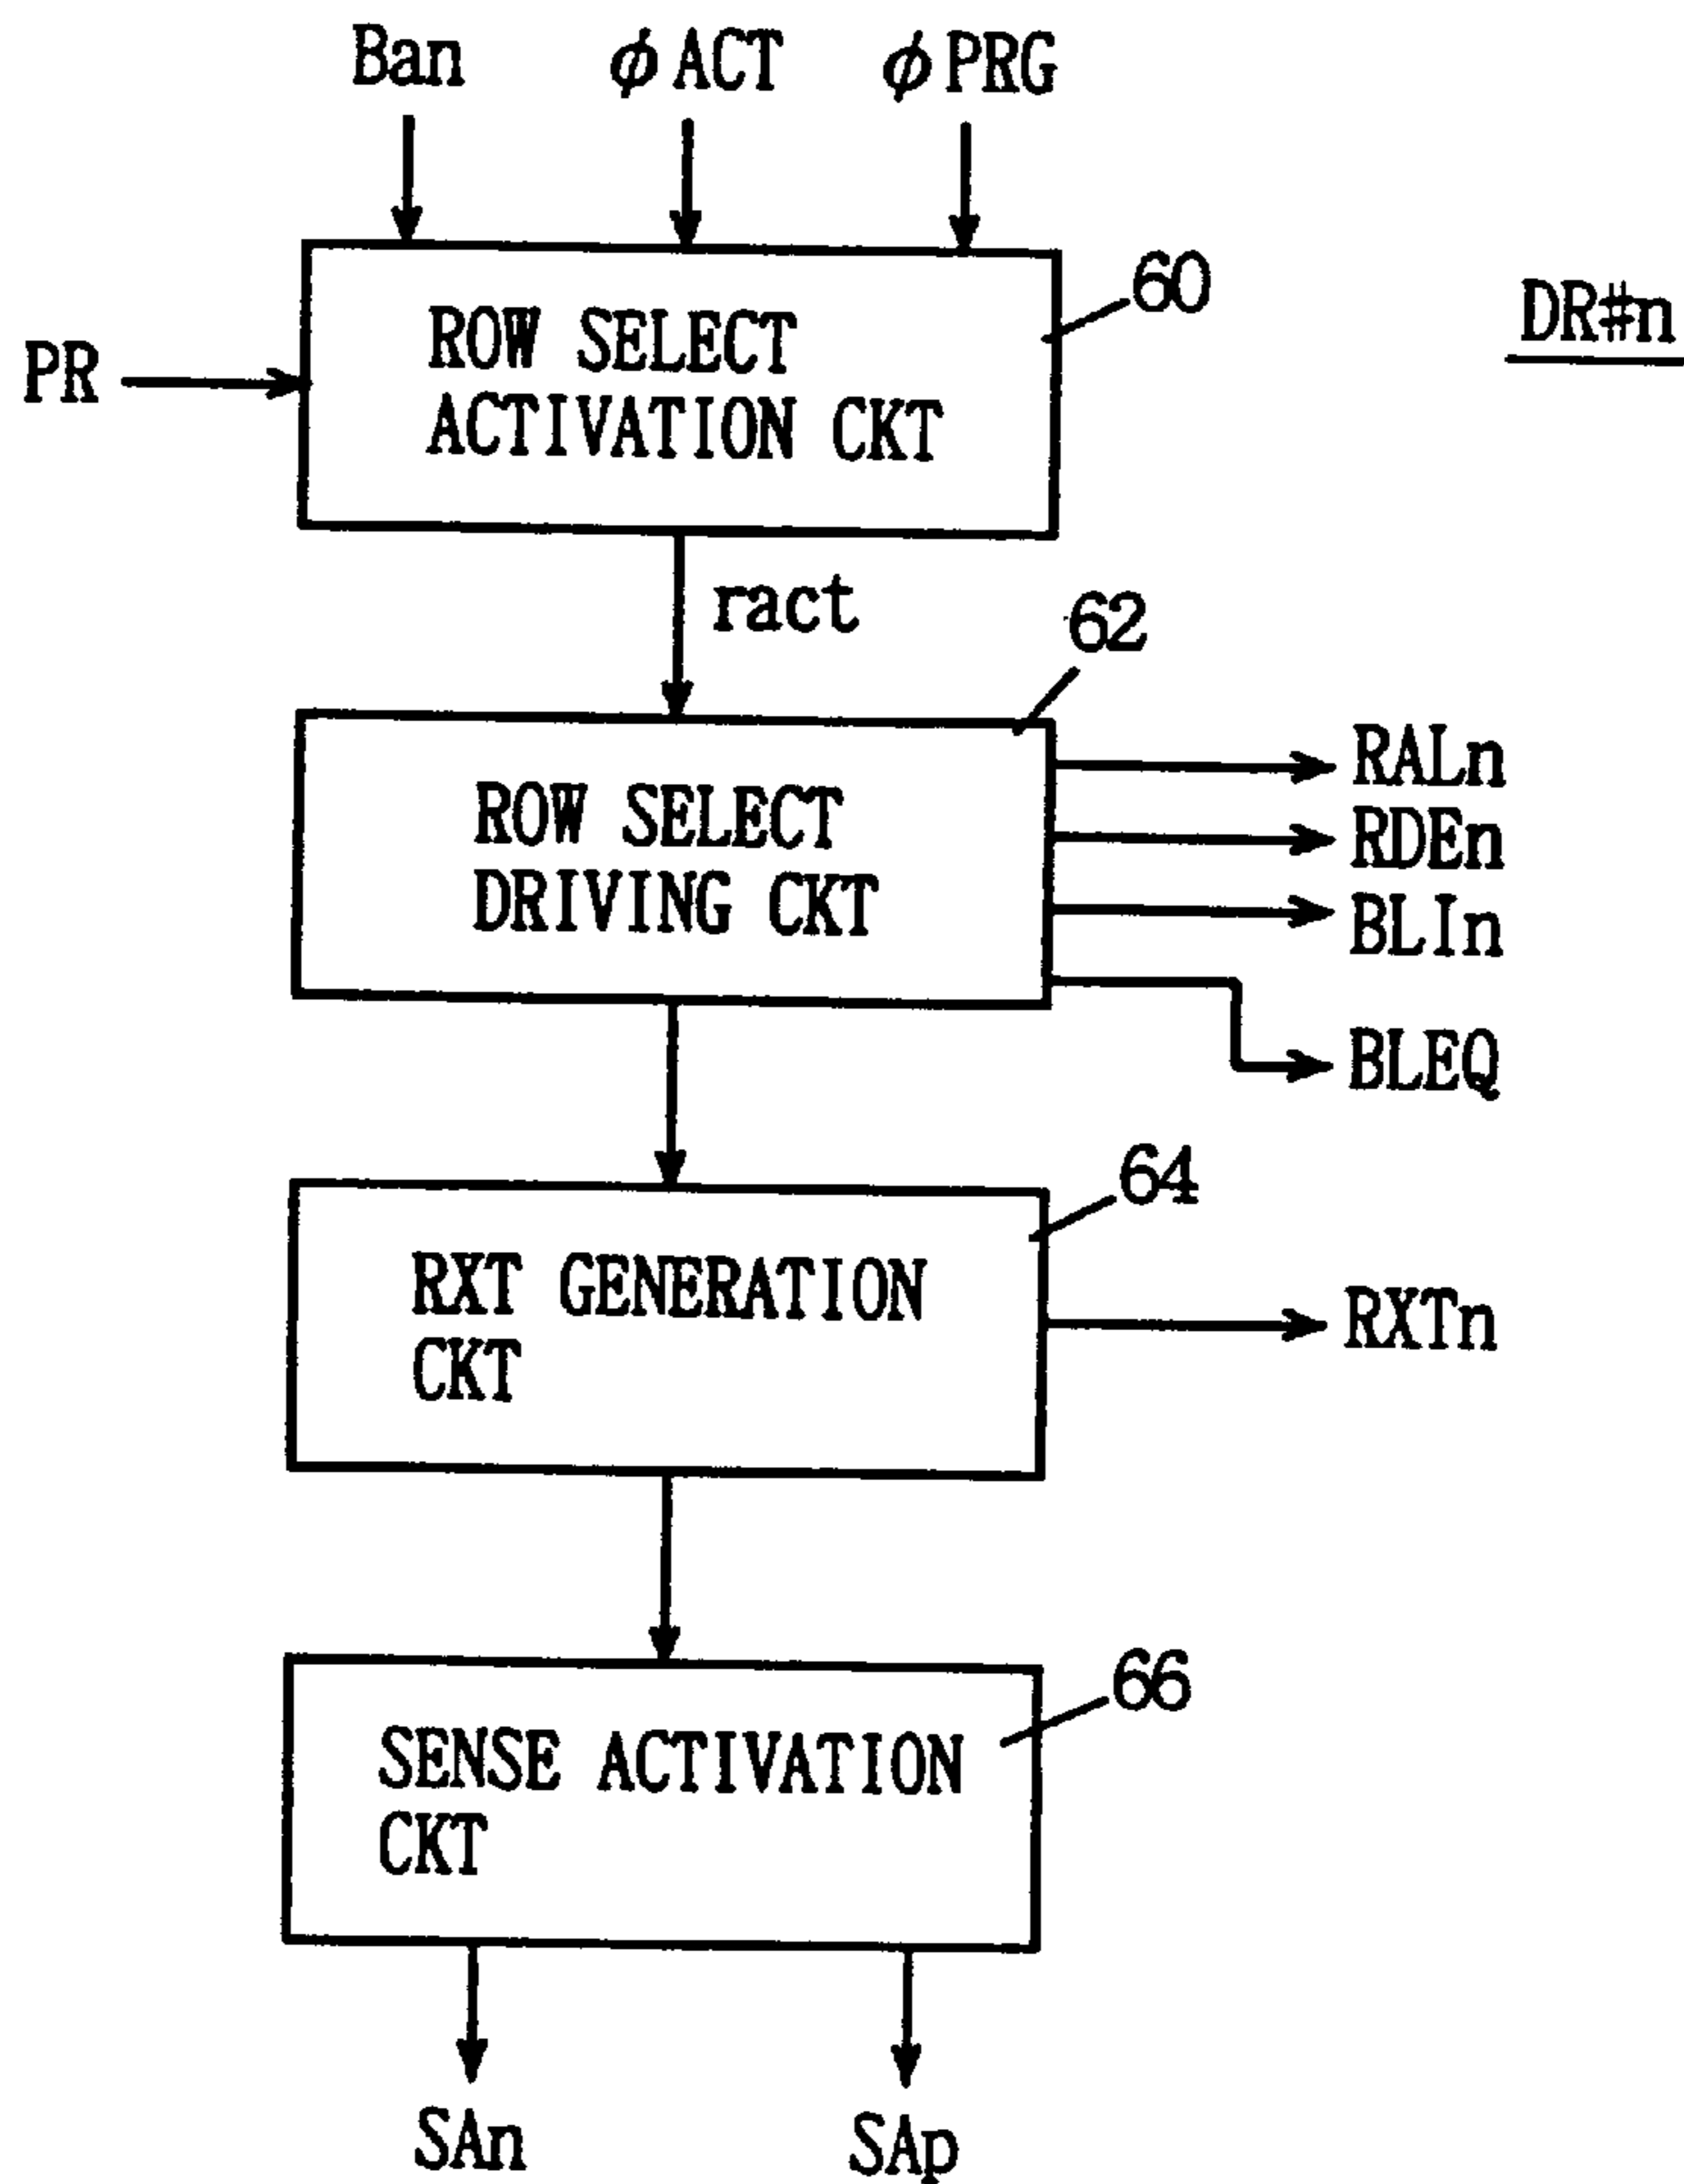 Ban
φACT
φPRG
60
DR#n
PR
ROW SELECT
ACTIVATION CKT
ract
62
ROW SELECT
DRIVING CKT
RALn
RDEn
BLIn
BLEQ
64
RXT GENERATION
CKT
RXTn
66
SENSE ACTIVATION
CKT
SAn
SAp